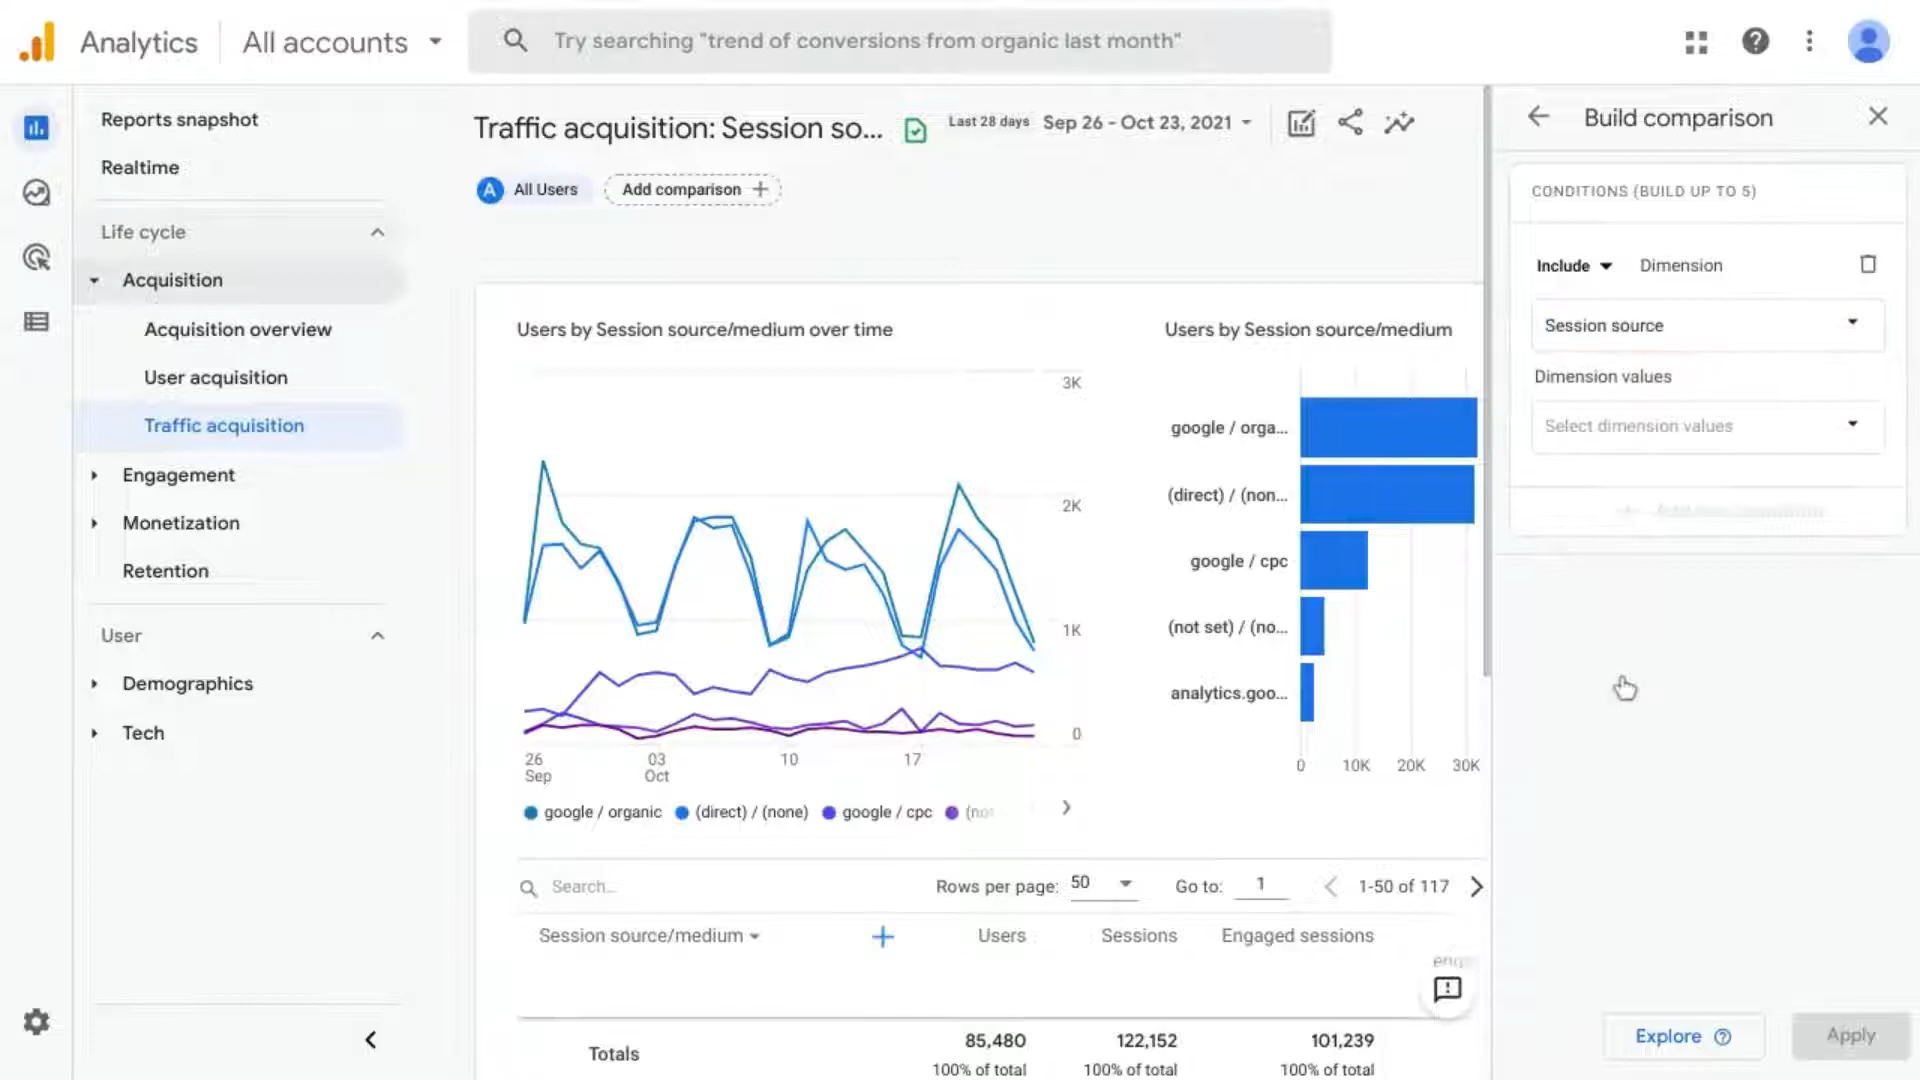 Analytics
All accounts
Try searching "trend of conversions from organic last month"
Reports snapshot
Realtime
Life cycle
Acquisition
Acquisition overview
User acquisition
Traffic acquisition
Engagement
Monetization
Retention
User
Demographics
Tech
Traffic acquisition: Session so...
Last 28 days Sep 26 - Oct 23, 2021
A All Users
Add comparison
Users by Session source/medium over time
3K
2K
1K
0
26 Sep
03 Oct
10
17
google / organic
(direct) / (none)
google / cpc
(not
Users by Session source/medium
google / orga...
(direct) / (non...
google / cpc
(not set) / (no...
analytics.goo...
0 10K 20K 30K
Search...
Rows per page: 50
Go to: 1
1-50 of 117
Session source/medium
Users
Sessions
Engaged sessions
Totals
85,480
122,152
101,239
100% of total
100% of total
100% of total
Build comparison
CONDITIONS (BUILD UP TO 5)
Include
Dimension
Session source
Dimension values
Select dimension values
Explore
Apply